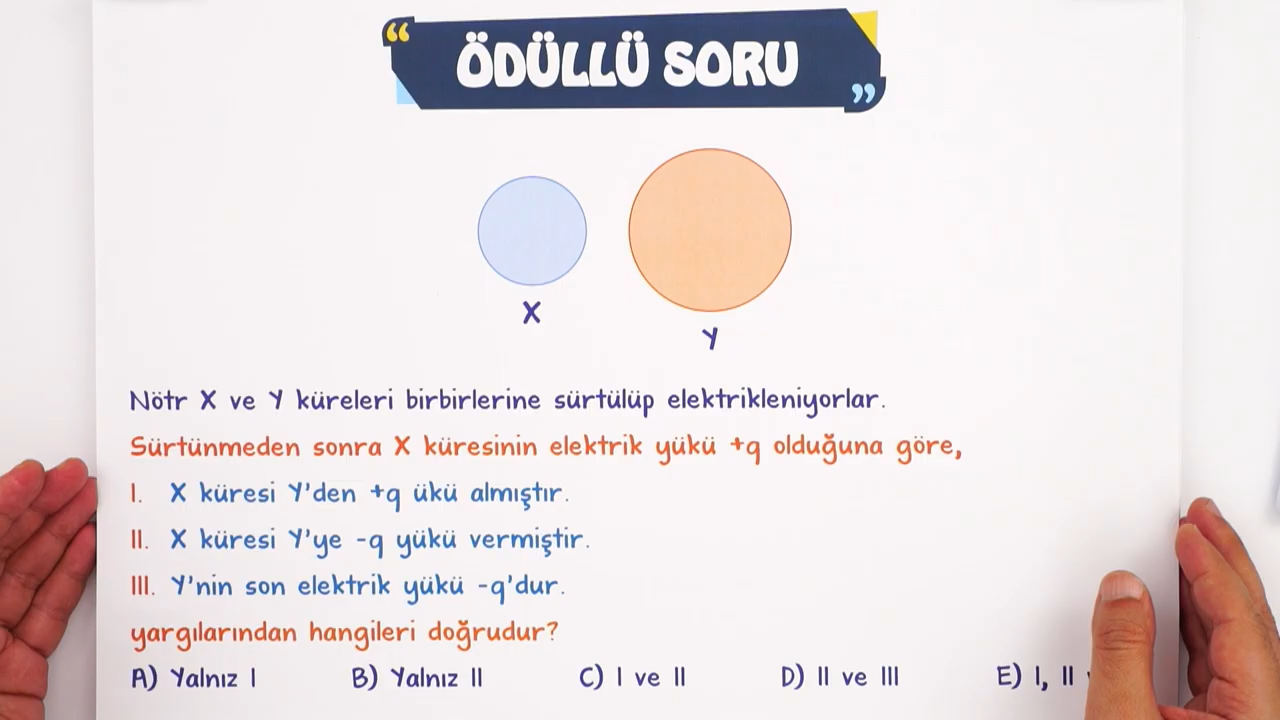 “ ÖDÜLLÜ SORU ”
X
Y
Nötr X ve Y küreleri birbirlerine sürtülüp elektrikleniyorlar.
Sürtünmeden sonra X küresinin elektrik yükü +q olduğuna göre,
I. X küresi Y'den +q ükü almıştır.
II. X küresi Y'ye -q yükü vermiştir.
III. Y'nin son elektrik yükü -q'dur.
yargılarından hangileri doğrudur?
A) Yalnız I B) Yalnız II C) I ve II D) II ve III E) I, II